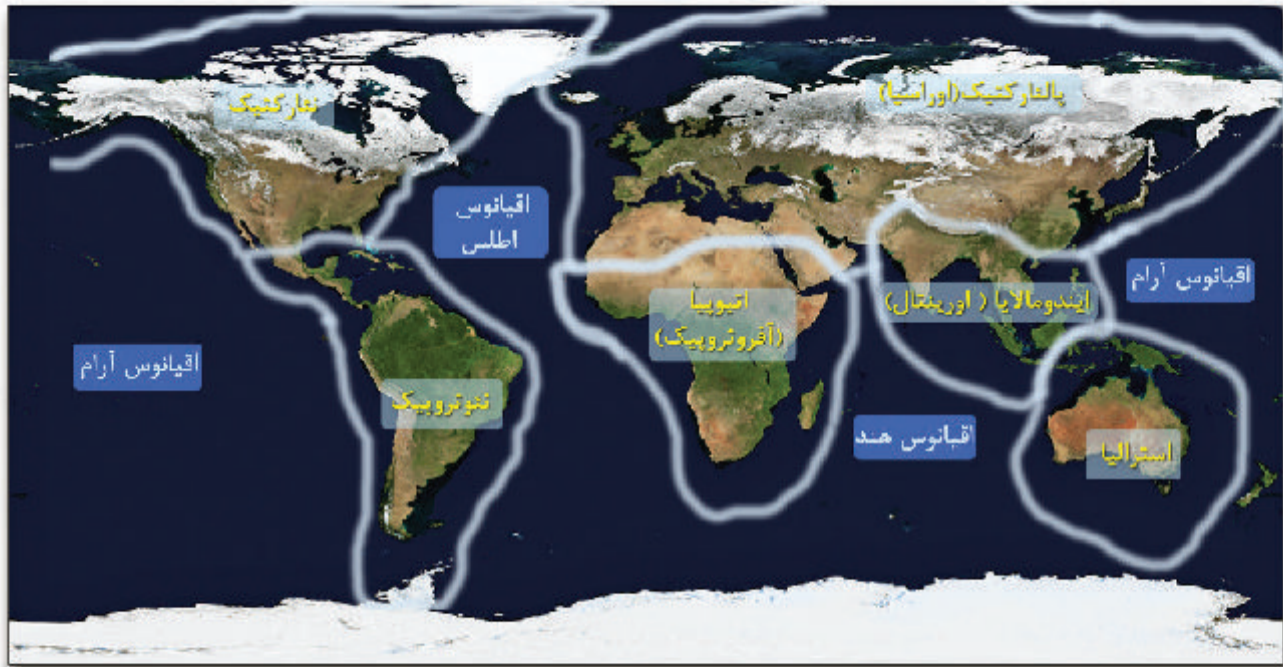 پالئارکتیک(اوراسیا)
نئارکتیک
اقیانوس
اطلس
اقیانوس آرام
اتیوپیا
(آفروتروپیک)
ایندومالایا ( اورینتال)
اقیانوس آرام
نئوتروپیک
اقیانوس هند
استرالیا